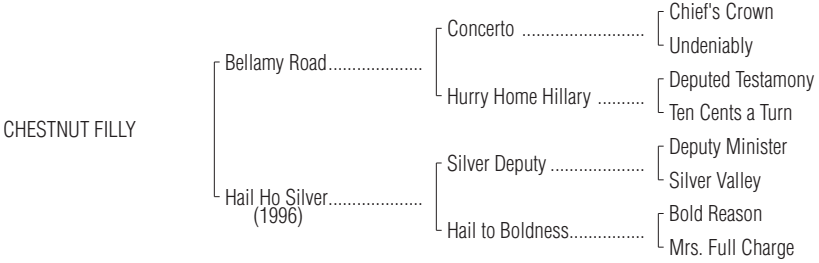 Chief's Crown
Concerto ........................
Undeniably
Bellamy Road...................
Deputed Testamony
Hurry Home Hillary ..........
Ten Cents a Turn
CHESTNUT FILLY
Deputy Minister
Silver Deputy ...................
Silver Valley
Hail Ho Silver...................
(1996)
Bold Reason
Hail to Boldness...............
Mrs. Full Charge